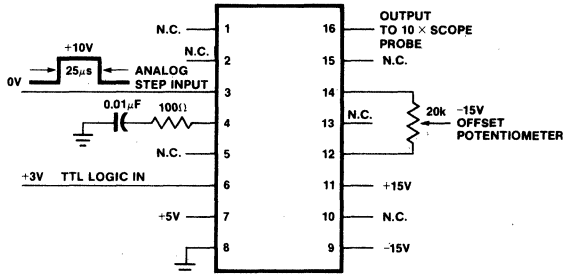 N.C. 1 16 OUTPUT
TO 10 × SCOPE
PROBE
+10V N.C. 2 15 N.C.
0V 25μs ANALOG
STEP INPUT 3 14
0.01μF 100Ω 4 N.C. 13 20k -15V
OFFSET
POTENTIOMETER
N.C. 5 12
+3V TTL LOGIC IN 6 11 +15V
+5V 7 10 N.C.
8 9 -15V